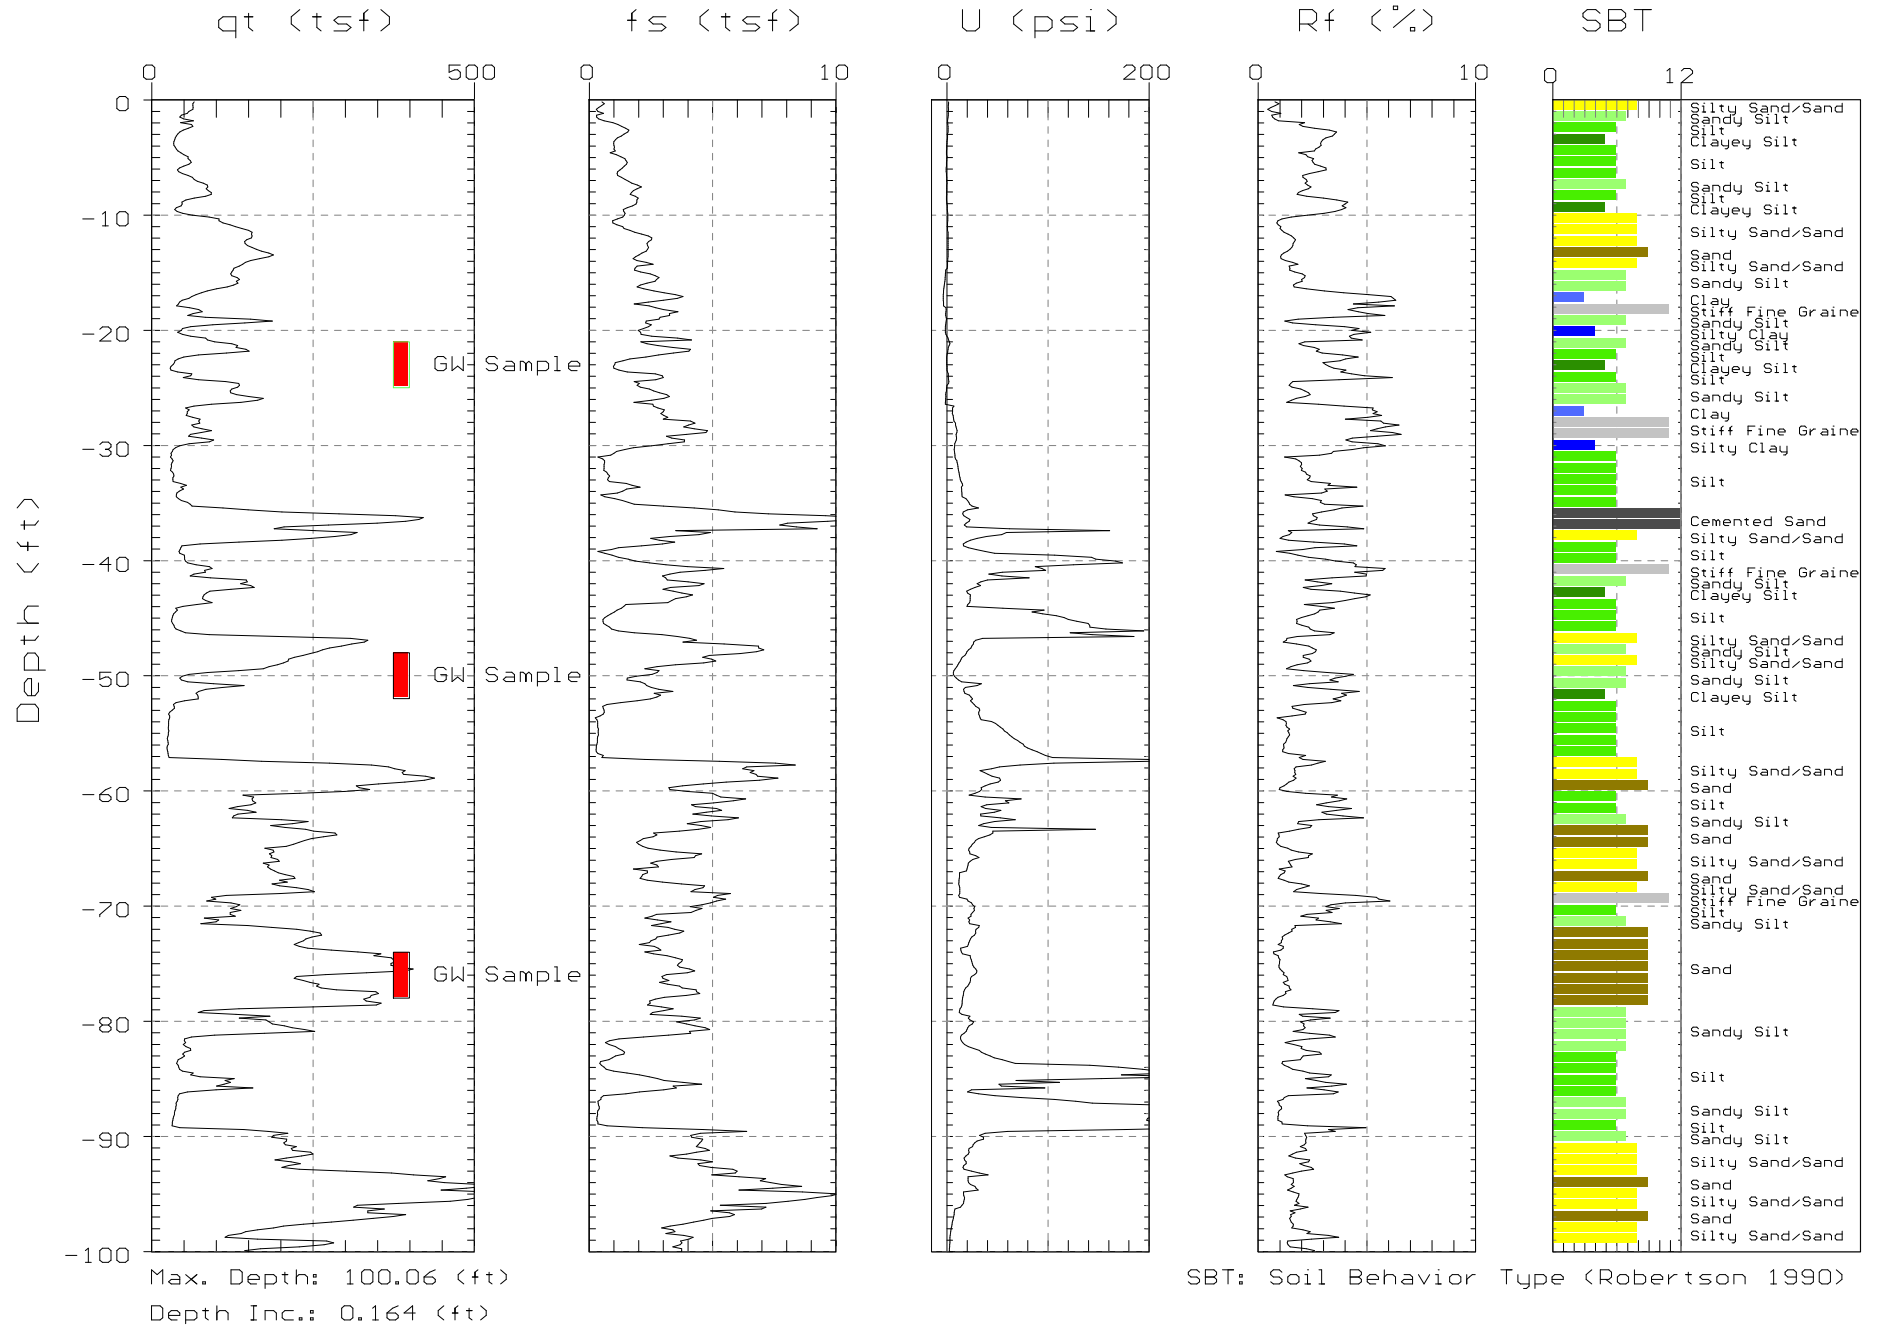 qt (tsf)
fs (tsf)
U (psi)
Rf (%)
SBT
0 500
0 10
0 200
0 10
0 12
Depth (ft)
0
-10
-20
-30
-40
-50
-60
-70
-80
-90
-100
GW Sample
GW Sample
GW Sample
Silty Sand/Sand
Sandy Silt
Silt
Clayey Silt
Silt
Sandy Silt
Silt
Clayey Silt
Silty Sand/Sand
Sand
Silty Sand/Sand
Sandy Silt
Clay
Stiff Fine Graine
Sandy Silt
Silty Clay
Sandy Silt
Silt
Clayey Silt
Silt
Sandy Silt
Clay
Stiff Fine Graine
Silty Clay
Silt
Cemented Sand
Silty Sand/Sand
Silt
Stiff Fine Graine
Sandy Silt
Clayey Silt
Silt
Silty Sand/Sand
Sandy Silt
Silty Sand/Sand
Sandy Silt
Clayey Silt
Silt
Silty Sand/Sand
Sand
Silt
Sandy Silt
Sand
Silty Sand/Sand
Sand
Silty Sand/Sand
Stiff Fine Graine
Silt
Sandy Silt
Sand
Sandy Silt
Silt
Sandy Silt
Silt
Sandy Silt
Silty Sand/Sand
Sand
Silty Sand/Sand
Sand
Silty Sand/Sand
Max. Depth: 100.06 (ft)
Depth Inc.: 0.164 (ft)
SBT: Soil Behavior Type (Robertson 1990)